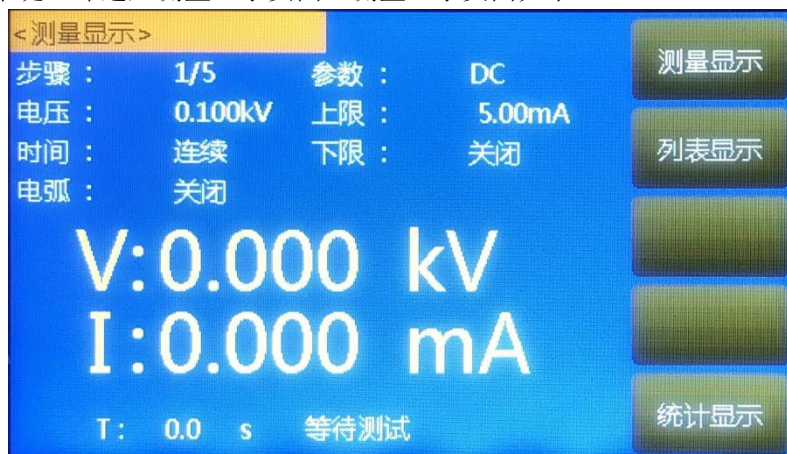 <测量显示>
测量显示
步骤： 1/5 参数： DC
电压： 0.100kV 上限： 5.00mA
时间： 连续 下限： 关闭
列表显示
电弧： 关闭
V:0.000 kV
I:0.000 mA
统计显示
T: 0.0 s 等待测试